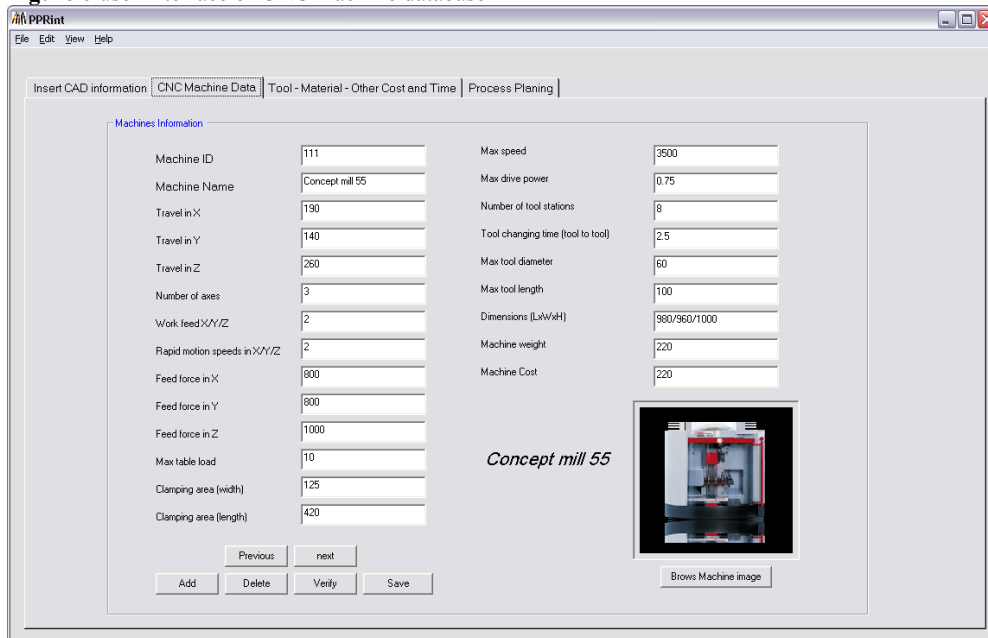 PPRint
File Edit View Help
Insert CAD information CNC Machine Data Tool - Material - Other Cost and Time Process Planing
Machines Information
Machine ID 111
Machine Name Concept mill 55
Travel in X 190
Travel in Y 140
Travel in Z 260
Number of axes 3
Work feed X/Y/Z 2
Rapid motion speeds in X/Y/Z 2
Feed force in X 800
Feed force in Y 800
Feed force in Z 1000
Max table load 10
Clamping area (width) 125
Clamping area (length) 420
Previous next
Add Delete Verify Save
Max speed 3500
Max drive power 0.75
Number of tool stations 8
Tool changing time (tool to tool) 2.5
Max tool diameter 60
Max tool length 100
Dimensions (LxWxH) 980/960/1000
Machine weight 220
Machine Cost 220
Concept mill 55
Brows Machine image